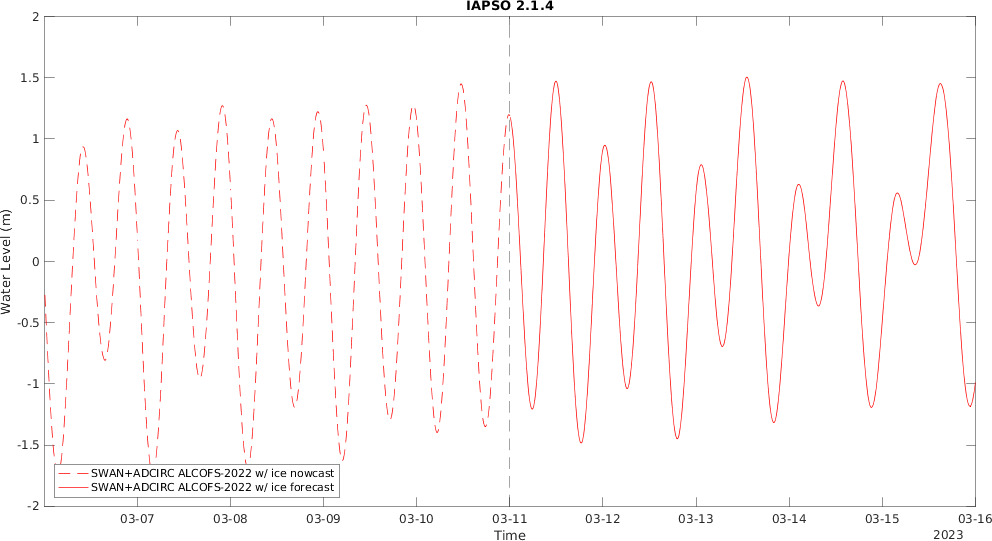 IAPSO 2.1.4
2
1.5
1
0.5
0
-0.5
-1
-1.5
-2
Water Level (m)
SWAN+ADCIRC ALCOFS-2022 w/ ice nowcast
SWAN+ADCIRC ALCOFS-2022 w/ ice forecast
03-07 03-08 03-09 03-10 03-11 03-12 03-13 03-14 03-15 03-16
Time
2023